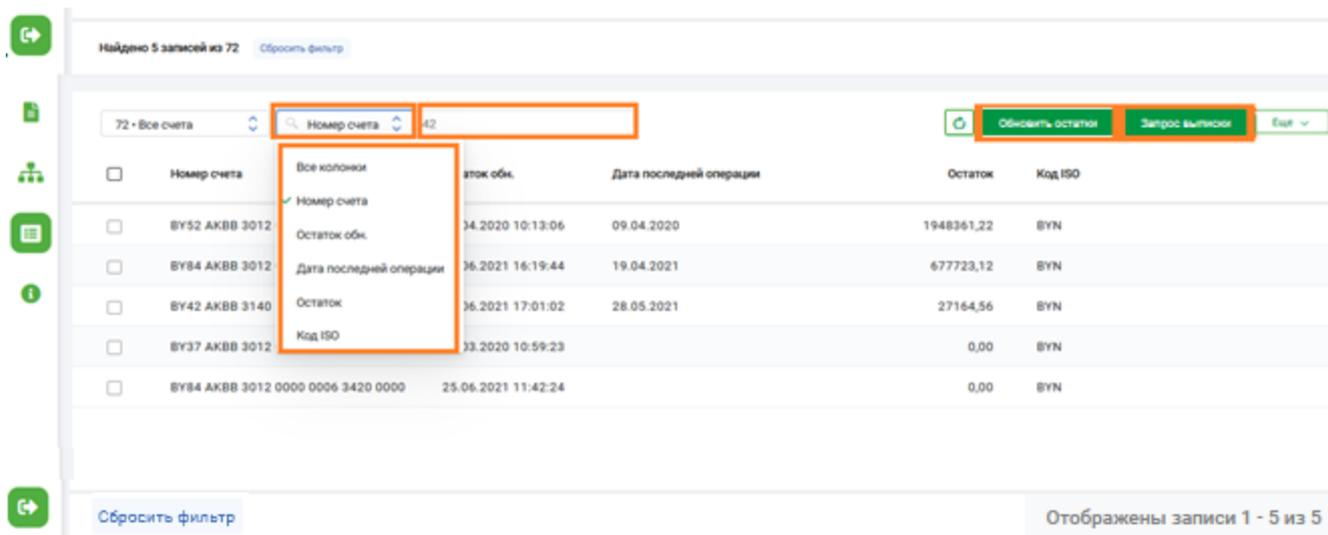 Найдено 5 записей из 72 Сбросить фильтр
72 • Все счета Номер счета 42 Обновить остатки Запрос выписки Еще
Номер счета аток обн. Дата последней операции Остаток Код ISO
Все колонки
Номер счета
Остаток обн.
Дата последней операции
Остаток
Код ISO
BY52 AKBB 3012 04.2020 10:13:06 09.04.2020 1948361,22 BYN
BY84 AKBB 3012 06.2021 16:19:44 19.04.2021 677723,12 BYN
BY42 AKBB 3140 06.2021 17:01:02 28.05.2021 27164,56 BYN
BY37 AKBB 3012 03.2020 10:59:23 0,00 BYN
BY84 AKBB 3012 0000 0006 3420 0000 25.06.2021 11:42:24 0,00 BYN
Сбросить фильтр Отображены записи 1 - 5 из 5